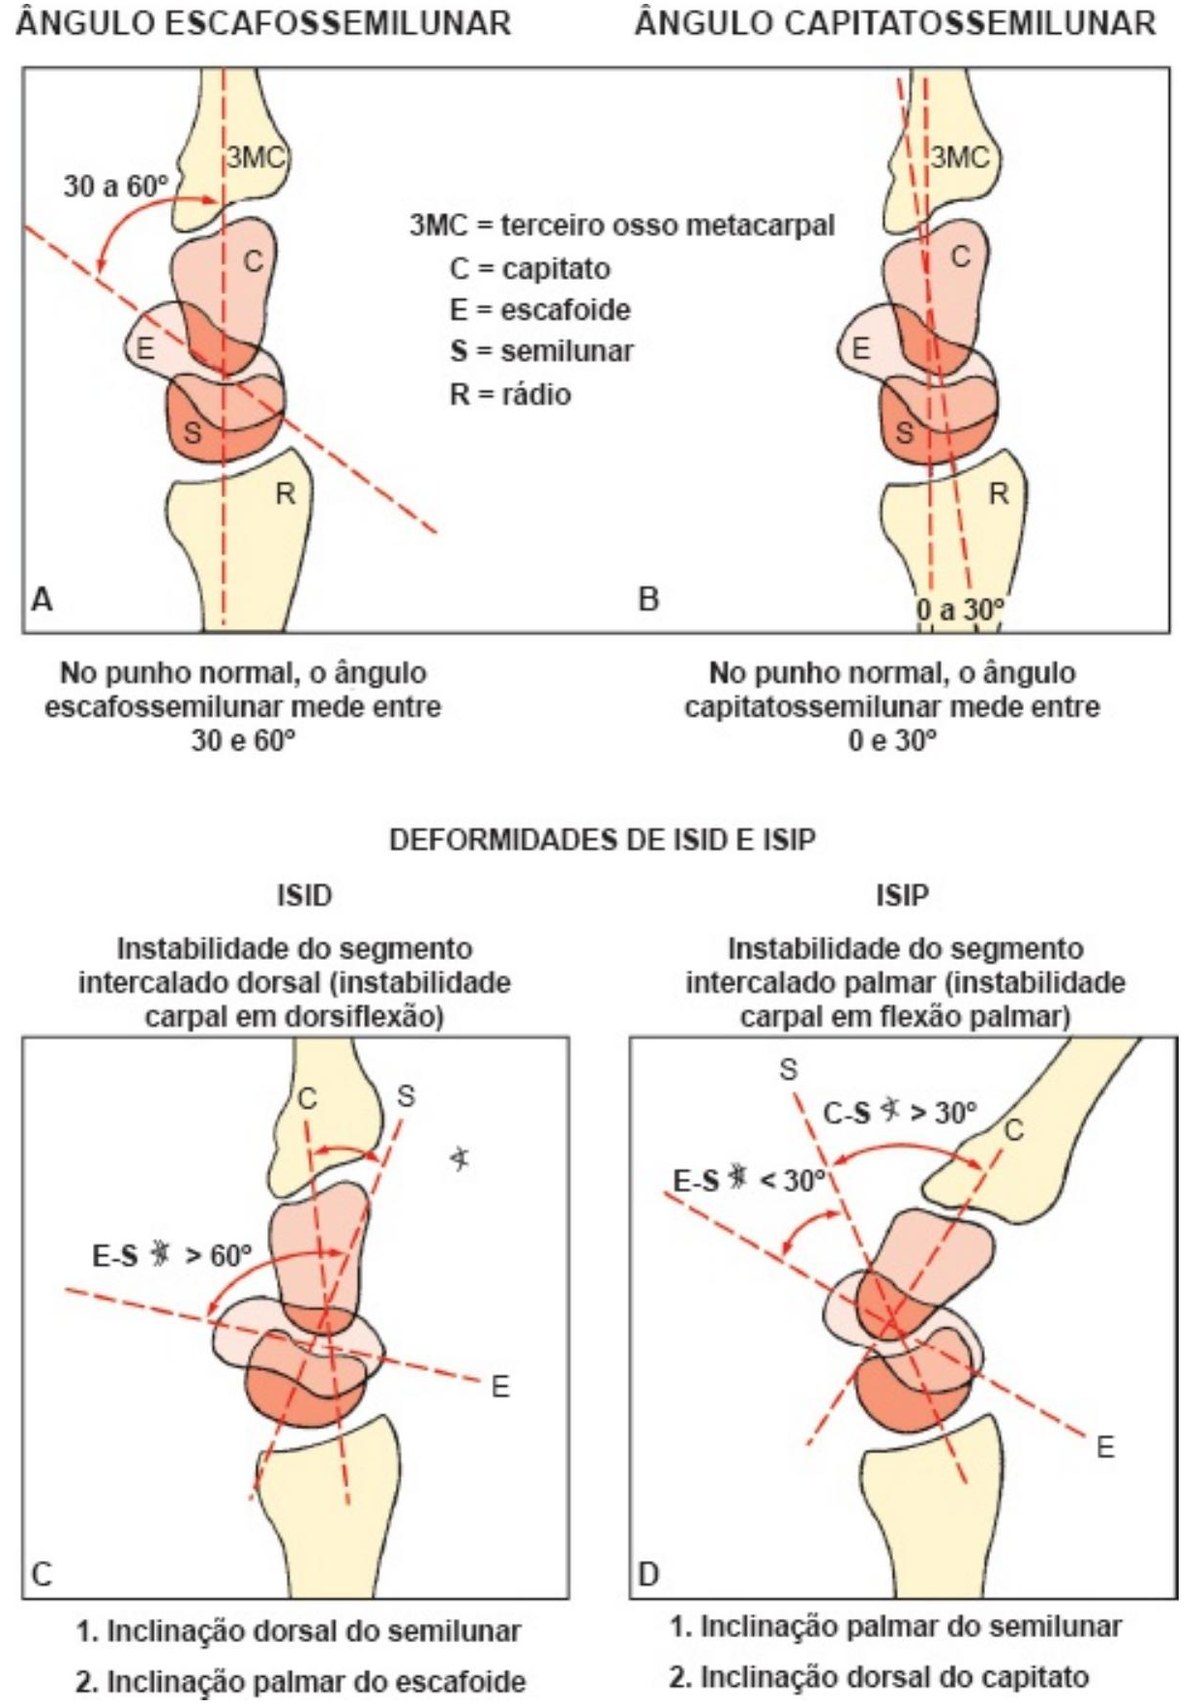 ÂNGULO ESCAFOSSEMILUNAR
ÂNGULO CAPITATOSSEMILUNAR
3MC
30 a 60º
C
E
S
R
A
3MC = terceiro osso metacarpal
C = capitato
E = escafoide
S = semilunar
R = rádio
3MC
C
E
S
R
B
0 a 30º
No punho normal, o ângulo
escafossemilunar mede entre
30 e 60º
No punho normal, o ângulo
capitatossemilunar mede entre
0 e 30º
DEFORMIDADES DE ISID E ISIP
ISID
Instabilidade do segmento
intercalado dorsal (instabilidade
carpal em dorsiflexão)
C
S
E-S > 60º
E
C
1. Inclinação dorsal do semilunar
2. Inclinação palmar do escafoide
ISIP
Instabilidade do segmento
intercalado palmar (instabilidade
carpal em flexão palmar)
S
C-S ∢ > 30º
C
E-S < 30º
E
D
1. Inclinação palmar do semilunar
2. Inclinação dorsal do capitato